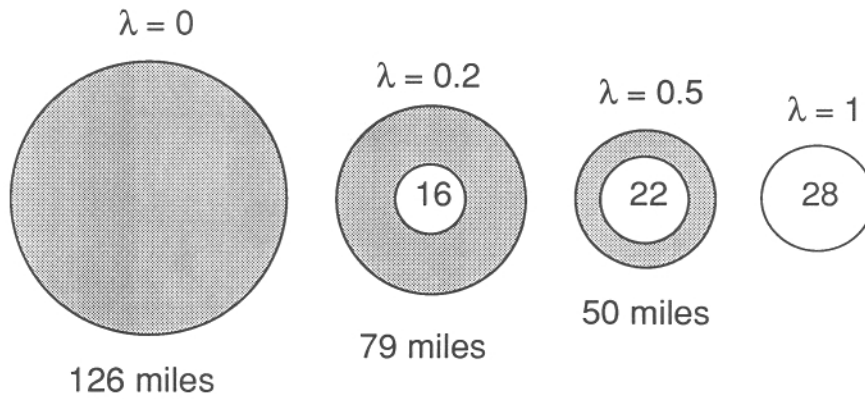 λ = 0
λ = 0.2
λ = 0.5
λ = 1
16
22
28
50 miles
79 miles
126 miles